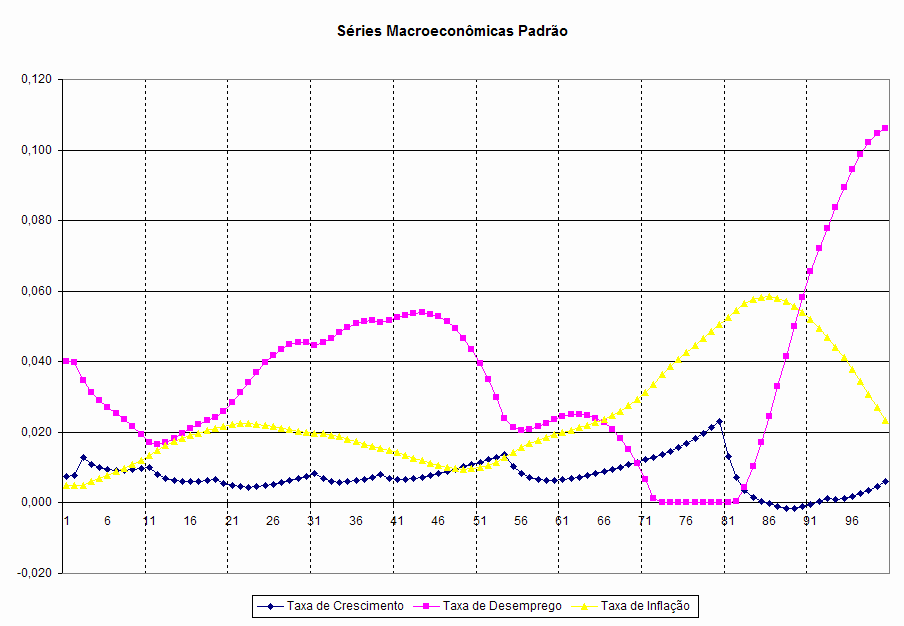 Séries Macroeconômicas Padrão
0,120
0,100
0,080
0,060
0,040
0,020
0,000
1 6 11 16 21 26 31 36 41 46 51 56 61 66 71 76 81 86 91 96
-0,020
Taxa de Crescimento Taxa de Desemprego Taxa de Inflação